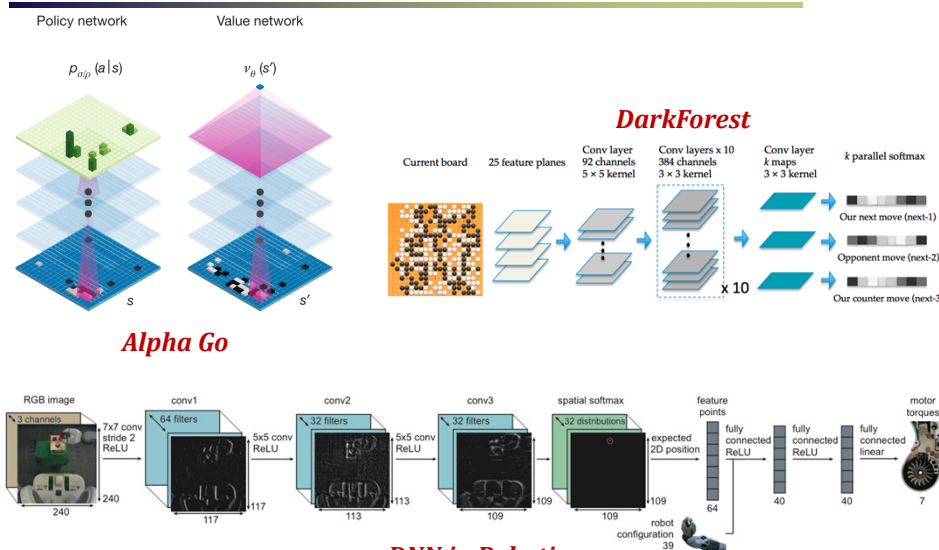 Policy network
Value network
pσ/ρ (a|s)
νθ (s′)
s
s′
Alpha Go
DarkForest
Current board
25 feature planes
Conv layer
92 channels
5 × 5 kernel
Conv layers x 10
384 channels
3 × 3 kernel
Conv layer
k maps
3 × 3 kernel
k parallel softmax
x 10
Our next move (next-1)
Opponent move (next-2)
Our counter move (next-3
RGB image
3 channels
240
240
7x7 conv
stride 2
ReLU
conv1
64 filters
117
117
5x5 conv
ReLU
conv2
32 filters
113
113
5x5 conv
ReLU
conv3
32 filters
109
109
spatial softmax
32 distributions
109
109
expected
2D position
feature
points
64
fully
connected
ReLU
robot
configuration
39
40
fully
connected
ReLU
40
fully
connected
linear
motor
torques
7